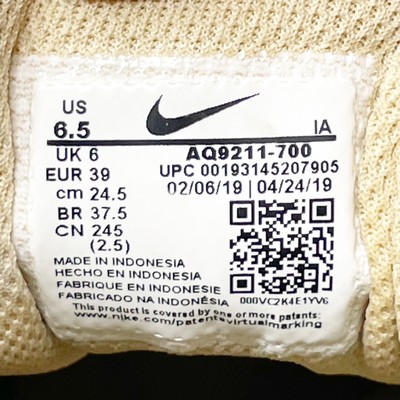 US
6.5 IA
UK 6 AQ9211-700
EUR 39 UPC 00193145207905
cm 24.5 02/06/19 | 04/24/19
BR 37.5
CN 245
(2.5)
MADE IN INDONESIA
HECHO EN INDONESIA
FABRIQUE EN INDONESIE
FABRICADO NA INDONÉSIA 000VC2K4E1YV6
This product is covered by one or more patents.
www.nike.com/patentsvirtualmarking